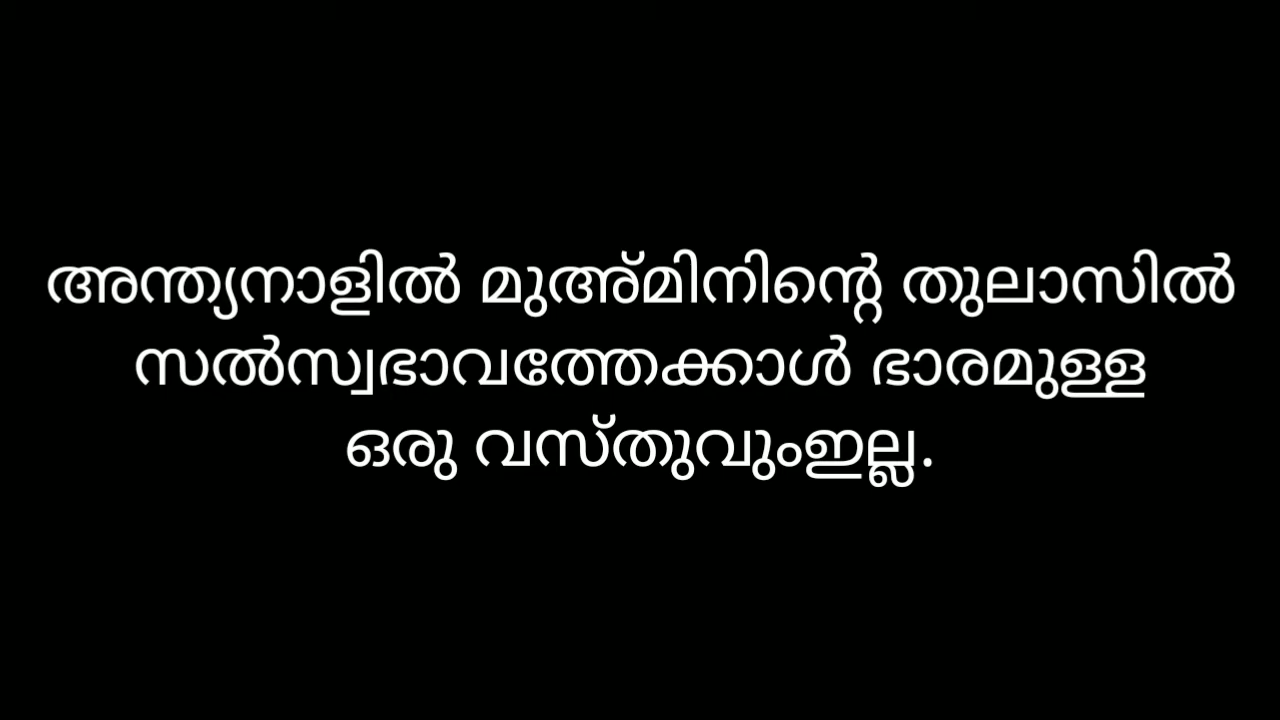 അന്ത്യനാളിൽ മുഅ്മിനിന്റെ തുലാസിൽ
സൽസ്വഭാവത്തേക്കാൾ ഭാരമുള്ള
ഒരു വസ്തുവുംഇല്ല.